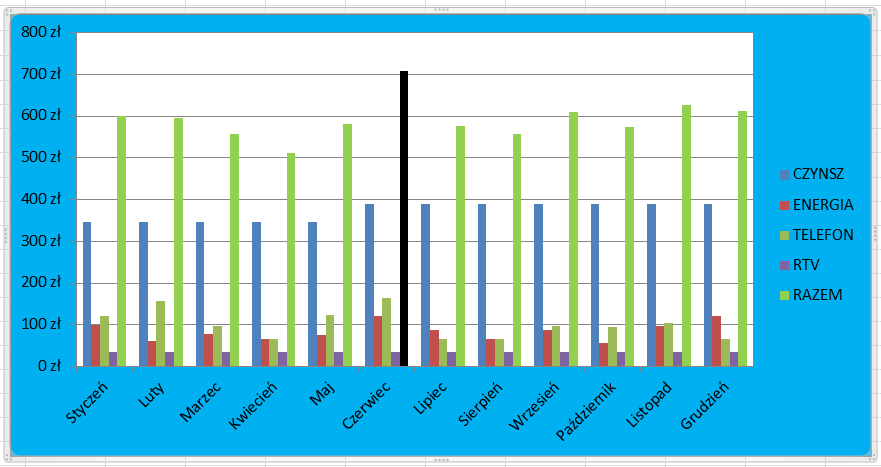 800 zł
700 zł
600 zł
500 zł
400 zł
300 zł
200 zł
100 zł
0 zł
Styczeń
Luty
Marzec
Kwiecień
Maj
Czerwiec
Lipiec
Sierpień
Wrzesień
Październik
Listopad
Grudzień
CZYNSZ
ENERGIA
TELEFON
RTV
RAZEM